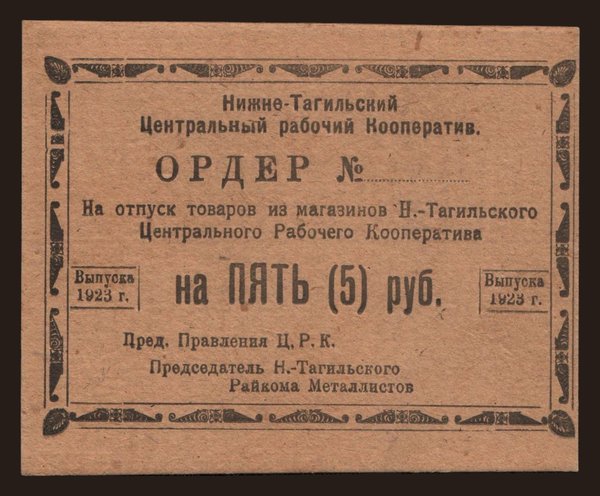 Нижне-Тагильский
Центральный рабочий Кооператив.
ОРДЕР №
На отпуск товаров из магазинов Н.-Тагильского
Центрального Рабочего Кооператива
Выпуска
1923 г.
на ПЯТЬ (5) руб.
Выпуска
1923 г.
Пред. Правления Ц. Р. К.
Председатель Н.-Тагильского
Райкома Металлистов